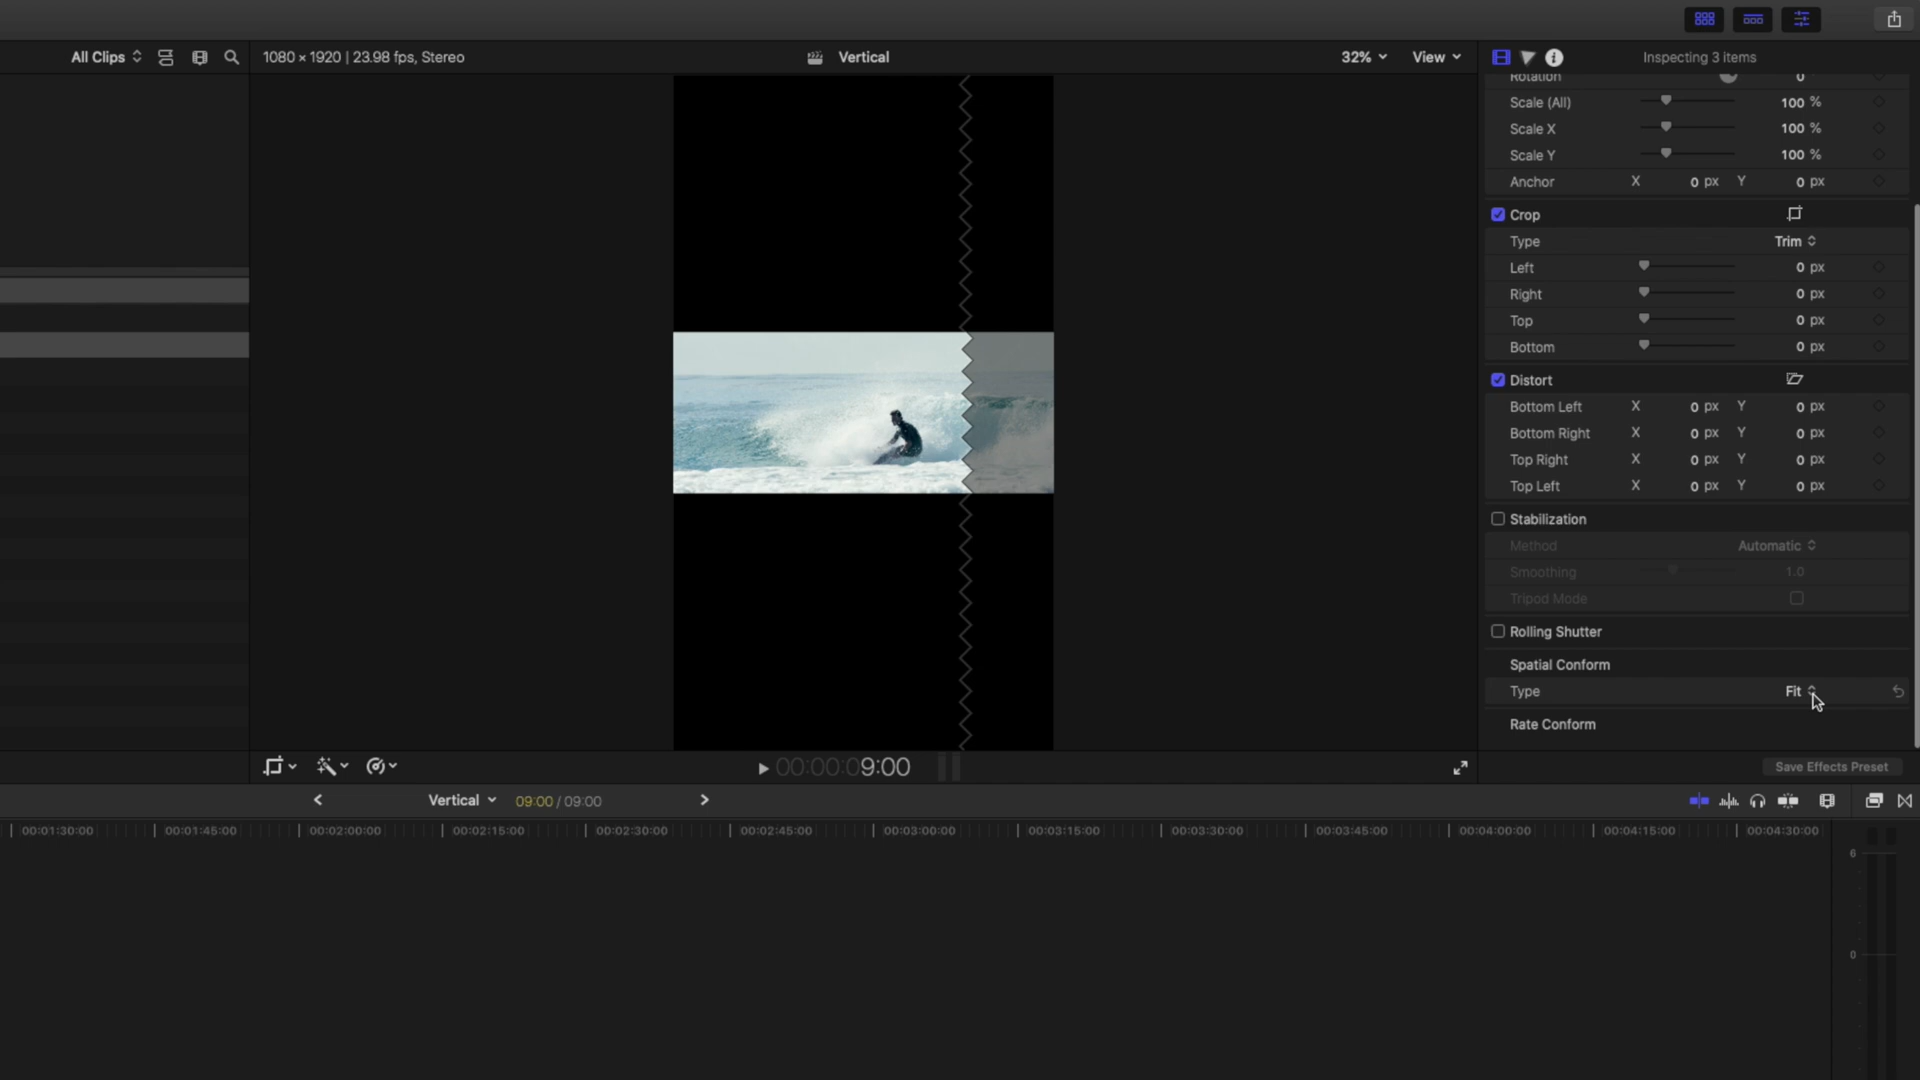 All Clips
1080 × 1920 | 23.98 fps, Stereo
Vertical
32%
View
Inspecting 3 items
Rotation 0 °
Scale (All) 100 %
Scale X 100 %
Scale Y 100 %
Anchor X 0 px Y 0 px
Crop
Type Trim
Left 0 px
Right 0 px
Top 0 px
Bottom 0 px
Distort
Bottom Left X 0 px Y 0 px
Bottom Right X 0 px Y 0 px
Top Right X 0 px Y 0 px
Top Left X 0 px Y 0 px
Stabilization
Method Automatic
Smoothing 1.0
Tripod Mode
Rolling Shutter
Spatial Conform
Type Fit
Rate Conform
00:00:09:00
Save Effects Preset
Vertical 09:00 / 09:00
00:01:30:00 00:01:45:00 00:02:00:00 00:02:15:00 00:02:30:00 00:02:45:00 00:03:00:00 00:03:15:00 00:03:30:00 00:03:45:00 00:04:00:00 00:04:15:00 00:04:30:00
6
0